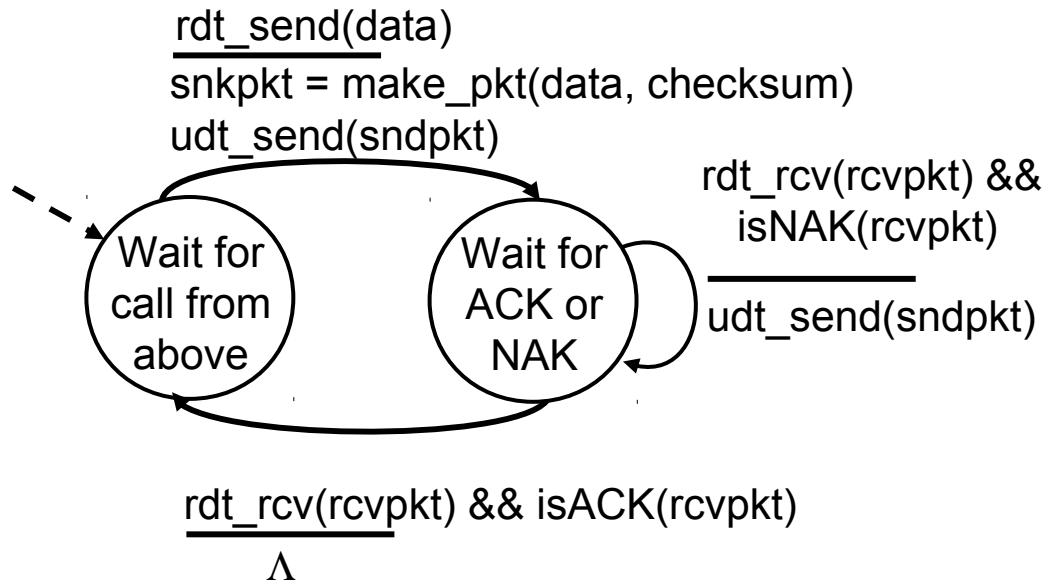 rdt_send(data)
snkpkt = make_pkt(data, checksum)
udt_send(sndpkt)
rdt_rcv(rcvpkt) &&
isNAK(rcvpkt)
udt_send(sndpkt)
Wait for
call from
above
Wait for
ACK or
NAK
rdt_rcv(rcvpkt) && isACK(rcvpkt)
Λ